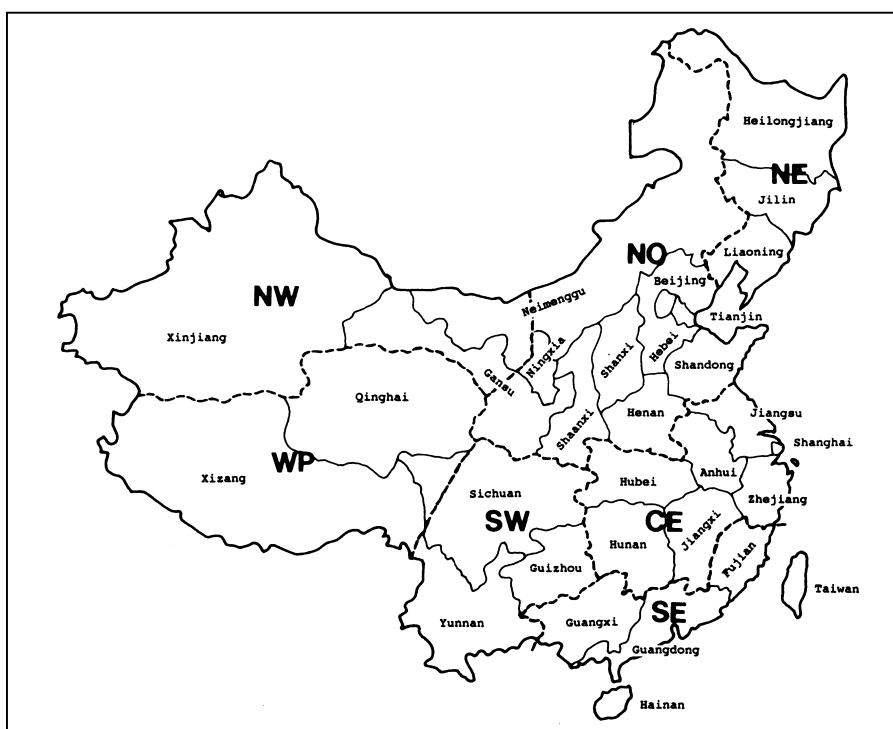 Heilongjiang
NE
Jilin
NO
Liaoning
Beijing
NW
Neimenggu
Tianjin
Xinjiang
Ningxia
Shanxi
Hebei
Shandong
Gansu
Qinghai
Shaanxi
Henan
Jiangsu
Shanghai
WP
Xizang
Sichuan
Hubei
Anhui
Zhejiang
SW
CE
Hunan
Jiangxi
Guizhou
Fujian
Taiwan
Yunnan
Guangxi
SE
Guangdong
Hainan